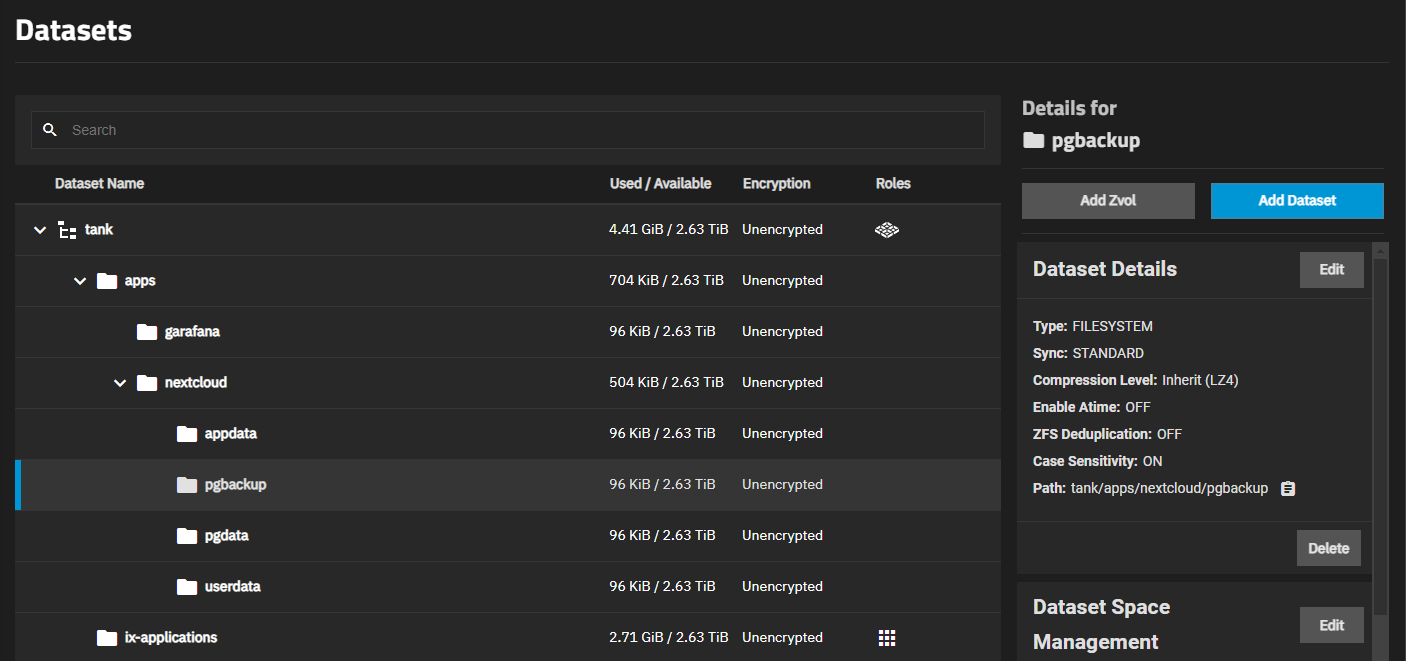 Datasets
Search
Dataset Name Used / Available Encryption Roles
tank 4.41 GiB / 2.63 TiB Unencrypted
apps 704 KiB / 2.63 TiB Unencrypted
garafana 96 KiB / 2.63 TiB Unencrypted
nextcloud 504 KiB / 2.63 TiB Unencrypted
appdata 96 KiB / 2.63 TiB Unencrypted
pgbackup 96 KiB / 2.63 TiB Unencrypted
pgdata 96 KiB / 2.63 TiB Unencrypted
userdata 96 KiB / 2.63 TiB Unencrypted
ix-applications 2.71 GiB / 2.63 TiB Unencrypted
Details for
pgbackup
Add Zvol Add Dataset
Dataset Details Edit
Type: FILESYSTEM
Sync: STANDARD
Compression Level: Inherit (LZ4)
Enable Atime: OFF
ZFS Deduplication: OFF
Case Sensitivity: ON
Path: tank/apps/nextcloud/pgbackup
Delete
Dataset Space
Management Edit